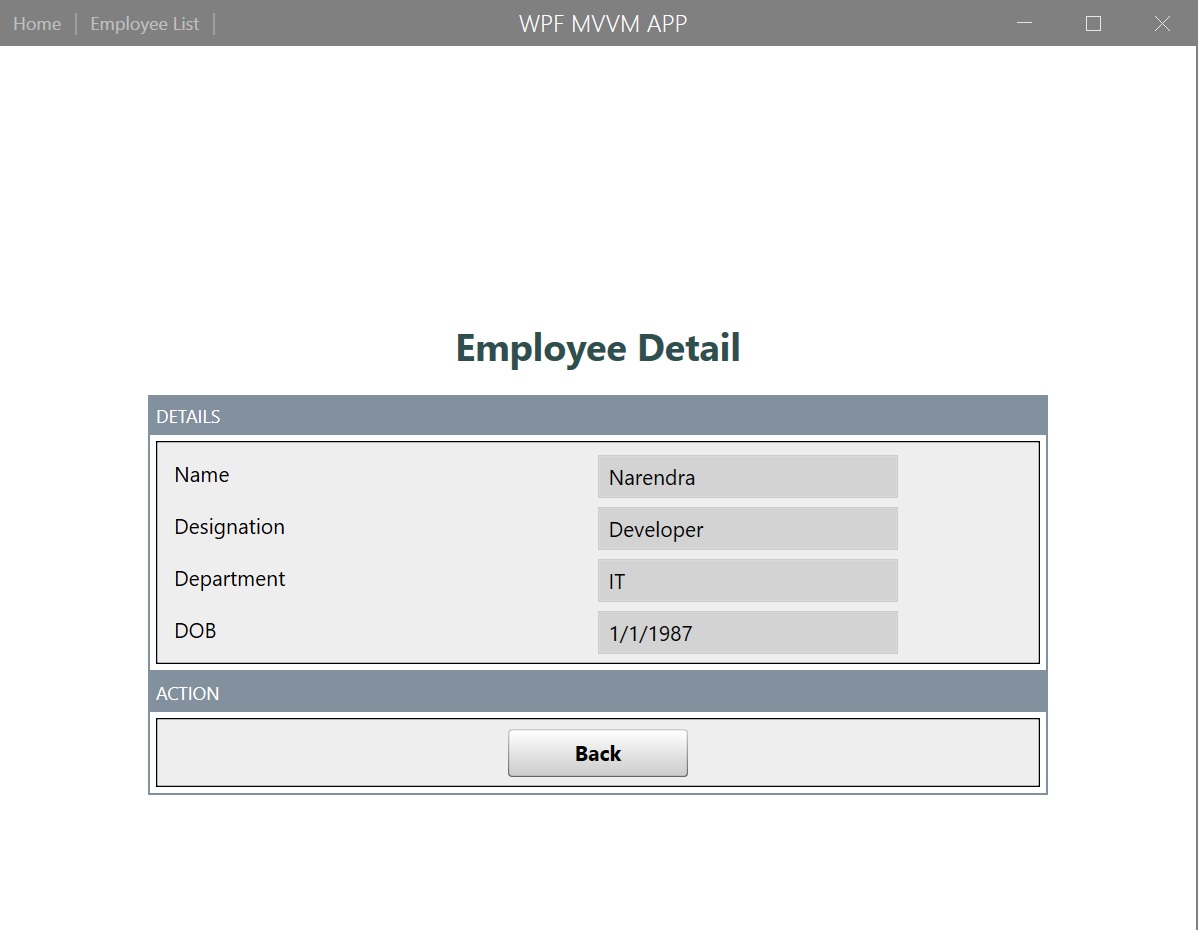 Home | Employee List |
WPF MVVM APP
Employee Detail
DETAILS
Name Narendra
Designation Developer
Department IT
DOB 1/1/1987
ACTION
Back